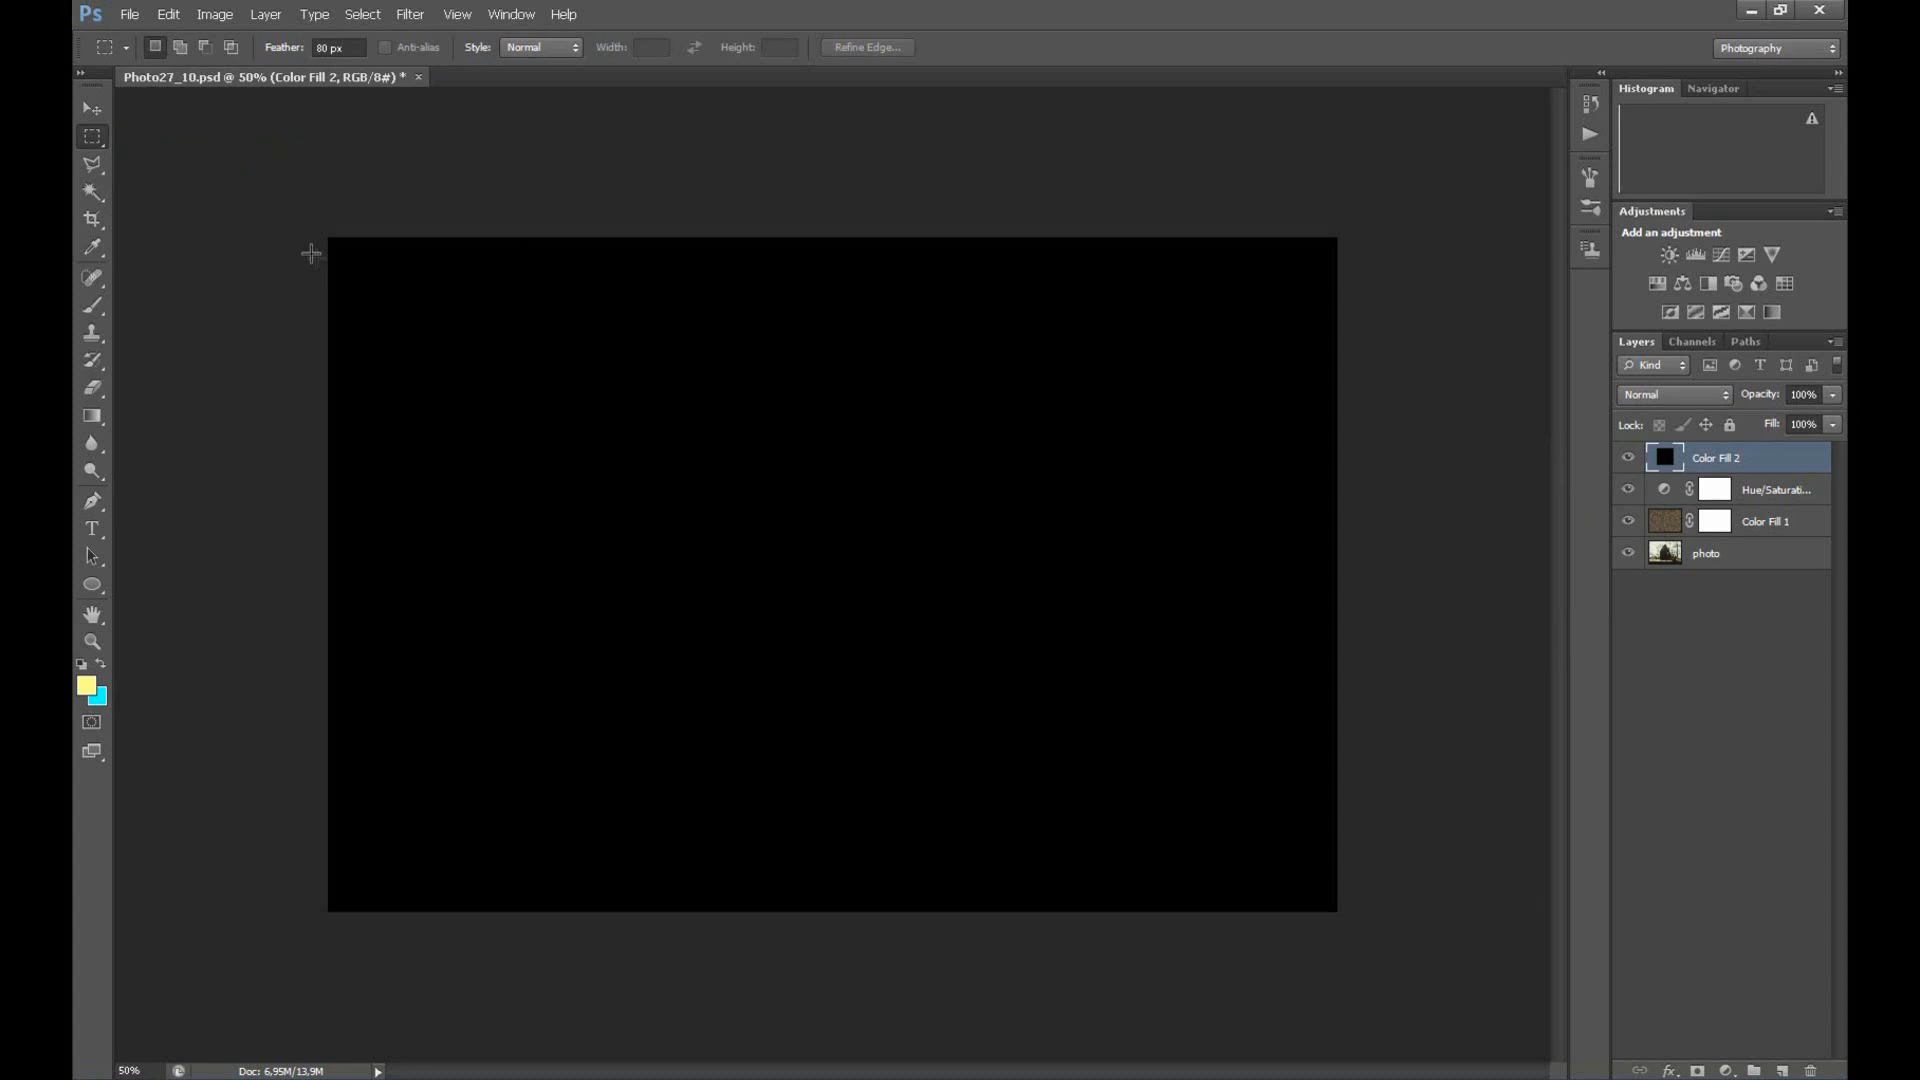 Ps File Edit Image Layer Type Select Filter View Window Help
Feather: 80 px Anti-alias Style: Normal Width: Height: Refine Edge... Photography
Photo27_10.psd @ 50% (Color Fill 2, RGB/8#) * ×
Histogram Navigator
Adjustments
Add an adjustment
Layers Channels Paths
Kind T
Normal Opacity: 100%
Lock: Fill: 100%
Color Fill 2
Hue/Saturati...
Color Fill 1
T
photo
50% Doc: 6,95M/13,9M
fx